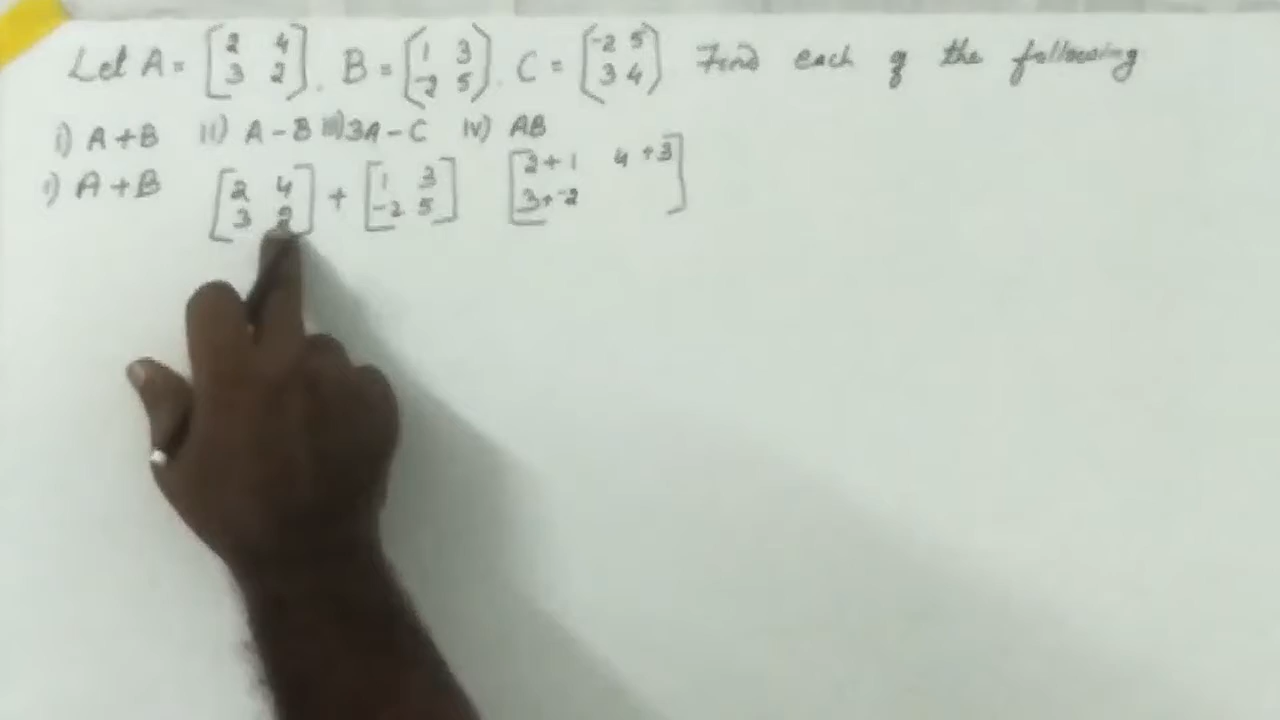 Let A = [2 4 3 2]. B = [1 3 -2 5]. C = [-2 5 3 4] Find each of the following
i) A+B ii) A-B iii) 3A-C iv) AB
i) A+B [2 4 3 2] + [1 3 -2 5] [2+1 4+3 3+-2]